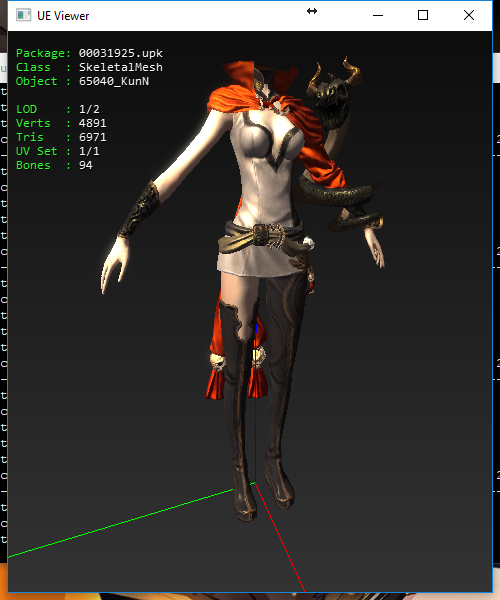 UE Viewer
Package: 00031925.upk
Class : SkeletalMesh
Object : 65040_KunN
LOD : 1/2
Verts : 4891
Tris : 6971
UV Set : 1/1
Bones : 94